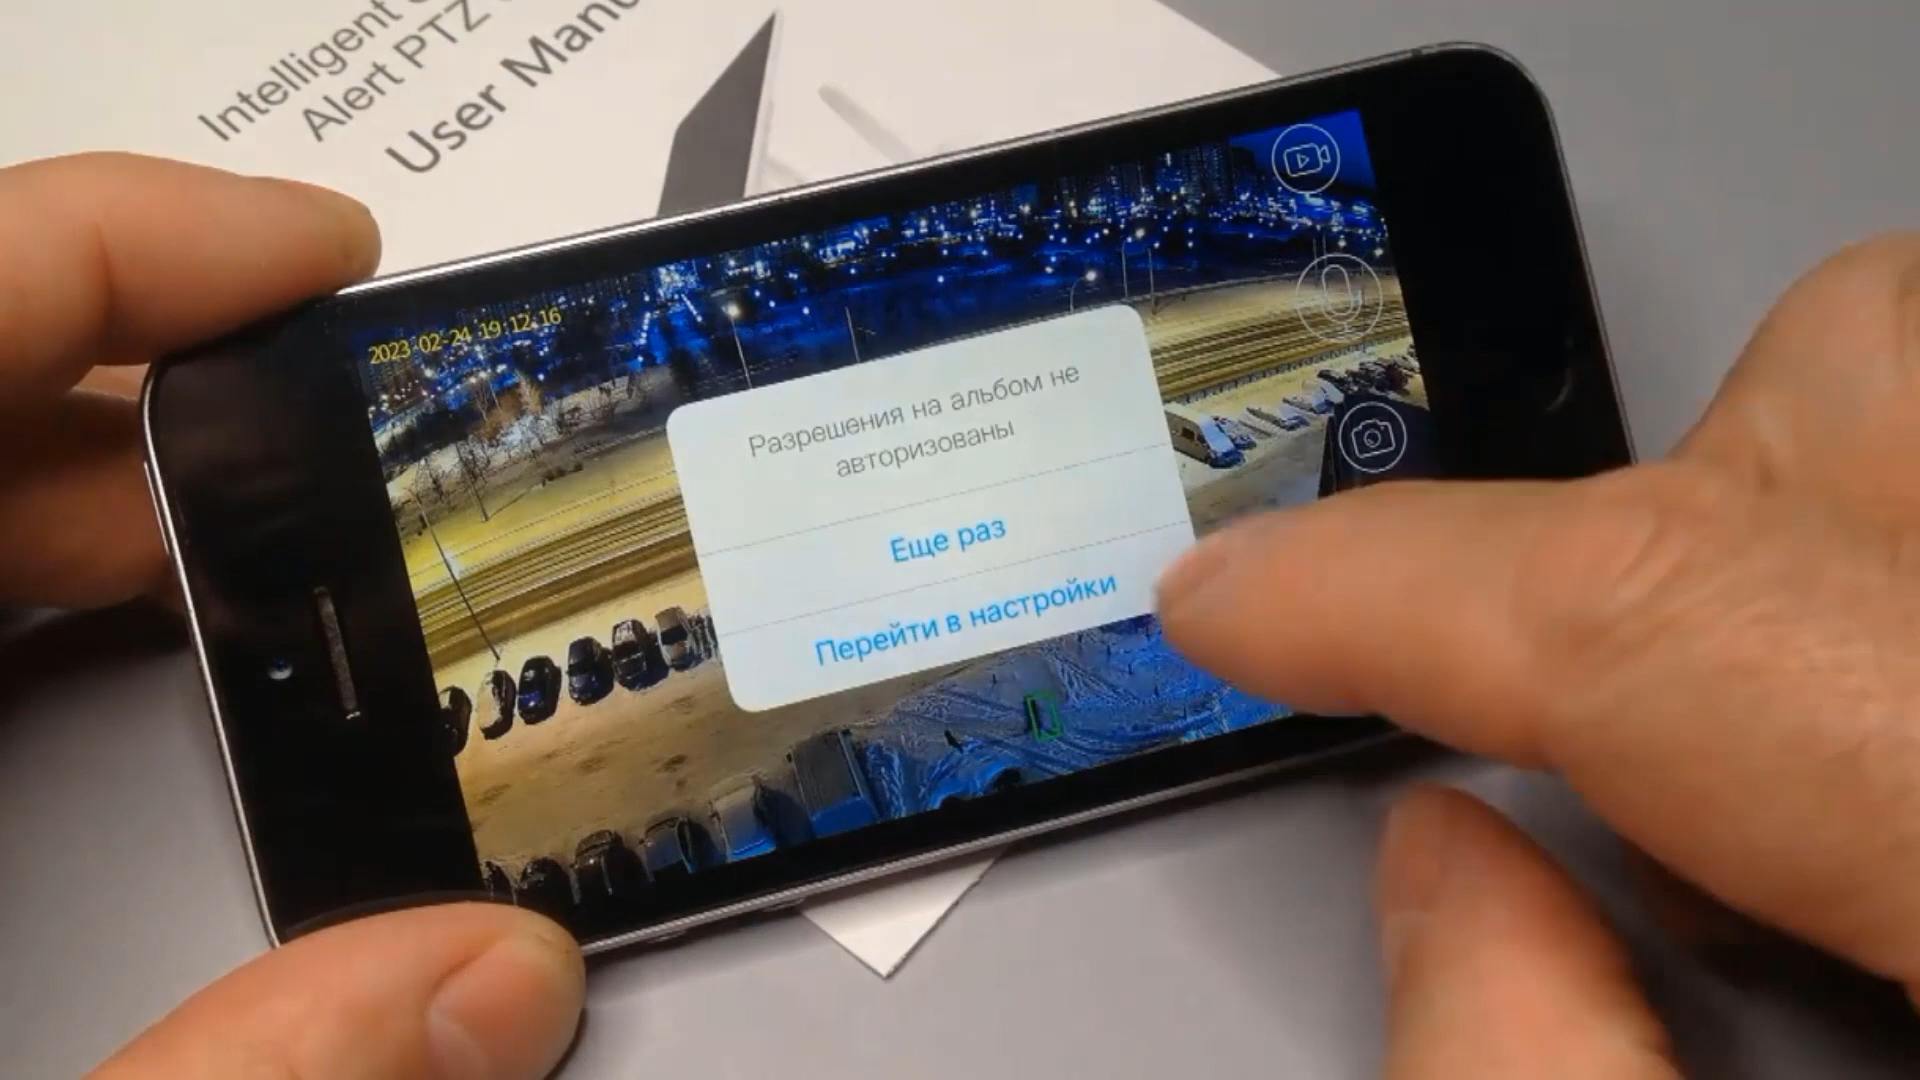 Intelligent
Alert PTZ
User Manu
2023-02-24 19:12:16
Разрешения на альбом не
авторизованы
Еще раз
Перейти в настройки